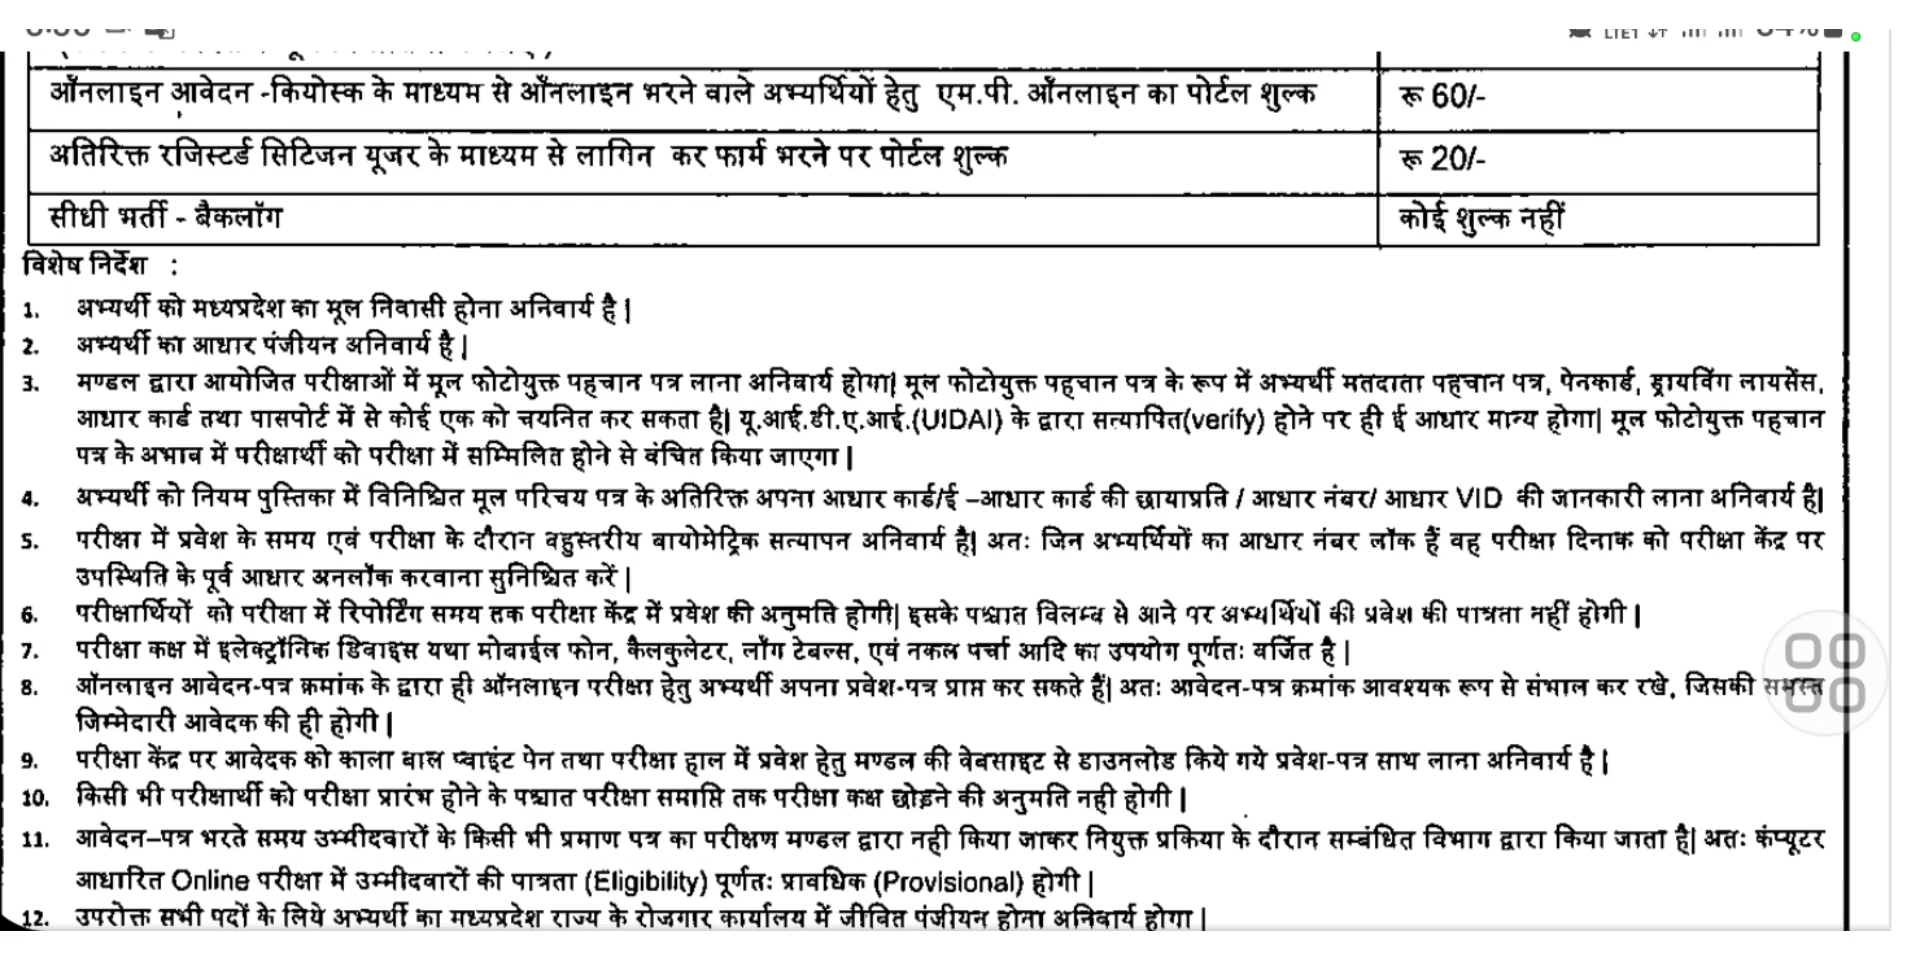 LTE1
ऑनलाइन आवेदन -कियोस्क के माध्यम से ऑनलाइन भरने वाले अभ्यर्थियों हेतु एम.पी. ऑनलाइन का पोर्टल शुल्क रू 60/-
अतिरिक्त रजिस्टर्ड सिटिजन यूजर के माध्यम से लागिन कर फार्म भरने पर पोर्टल शुल्क रू 20/-
सीधी भर्ती - बैकलॉग कोई शुल्क नहीं
विशेष निर्देश :
1. अभ्यर्थी को मध्यप्रदेश का मूल निवासी होना अनिवार्य है|
2. अभ्यर्थी का आधार पंजीयन अनिवार्य है|
3. मण्डल द्वारा आयोजित परीक्षाओं में मूल फोटोयुक्त पहचान पत्र लाना अनिवार्य होगा| मूल फोटोयुक्त पहचान पत्र के रूप में अभ्यर्थी मतदाता पहचान पत्र, पेनकार्ड, ड्रायविंग लायसेंस,
आधार कार्ड तथा पासपोर्ट में से कोई एक को चयनित कर सकता है| यू.आई.डी.ए.आई.(UIDAI) के द्वारा सत्यापित(verify) होने पर ही ई आधार मान्य होगा| मूल फोटोयुक्त पहचान
पत्र के अभाव में परीक्षार्थी को परीक्षा में सम्मिलित होने से वंचित किया जाएगा|
4. अभ्यर्थी को नियम पुस्तिका में विनिश्चित मूल परिचय पत्र के अतिरिक्त अपना आधार कार्ड/ई –आधार कार्ड की छायाप्रति / आधार नंबर/ आधार VID की जानकारी लाना अनिवार्य है|
5. परीक्षा में प्रवेश के समय एवं परीक्षा के दौरान बहुस्तरीय बायोमेट्रिक सत्यापन अनिवार्य है| अतः जिन अभ्यर्थियों का आधार नंबर लॉक हैं वह परीक्षा दिनाक को परीक्षा केंद्र पर
उपस्थिति के पूर्व आधार अनलॉक करवाना सुनिश्चित करें|
6. परीक्षार्थियों को परीक्षा में रिपोर्टिंग समय तक परीक्षा केंद्र में प्रवेश की अनुमति होगी| इसके पश्चात विलम्ब से आने पर अभ्यर्थियों की प्रवेश की पात्रता नहीं होगी|
7. परीक्षा कक्ष में इलेक्ट्रॉनिक डिवाइस यथा मोबाईल फोन, कैलकुलेटर, लॉग टेबल्स, एवं नकल पर्चा आदि का उपयोग पूर्णतः वर्जित है|
8. ऑनलाइन आवेदन-पत्र क्रमांक के द्वारा ही ऑनलाइन परीक्षा हेतु अभ्यर्थी अपना प्रवेश-पत्र प्राप्त कर सकते हैं| अतः आवेदन-पत्र क्रमांक आवश्यक रूप से संभाल कर रखे, जिसकी समस्त
जिम्मेदारी आवेदक की ही होगी|
9. परीक्षा केंद्र पर आवेदक को काला बाल प्वाइंट पेन तथा परीक्षा हाल में प्रवेश हेतु मण्डल की वेबसाइट से डाउनलोड किये गये प्रवेश-पत्र साथ लाना अनिवार्य है|
10. किसी भी परीक्षार्थी को परीक्षा प्रारंभ होने के पश्चात परीक्षा समाप्ति तक परीक्षा कक्ष छोड़ने की अनुमति नही होगी|
11. आवेदन–पत्र भरते समय उम्मीदवारों के किसी भी प्रमाण पत्र का परीक्षण मण्डल द्वारा नही किया जाकर नियुक्त प्रकिया के दौरान सम्बंधित विभाग द्वारा किया जाता है| अतः कंप्यूटर
आधारित Online परीक्षा में उम्मीदवारों की पात्रता (Eligibility) पूर्णतः प्रावधिक (Provisional) होगी|
12. उपरोक्त सभी पदों के लिये अभ्यर्थी का मध्यप्रदेश राज्य के रोजगार कार्यालय में जीवित पंजीयन होना अनिवार्य होगा|